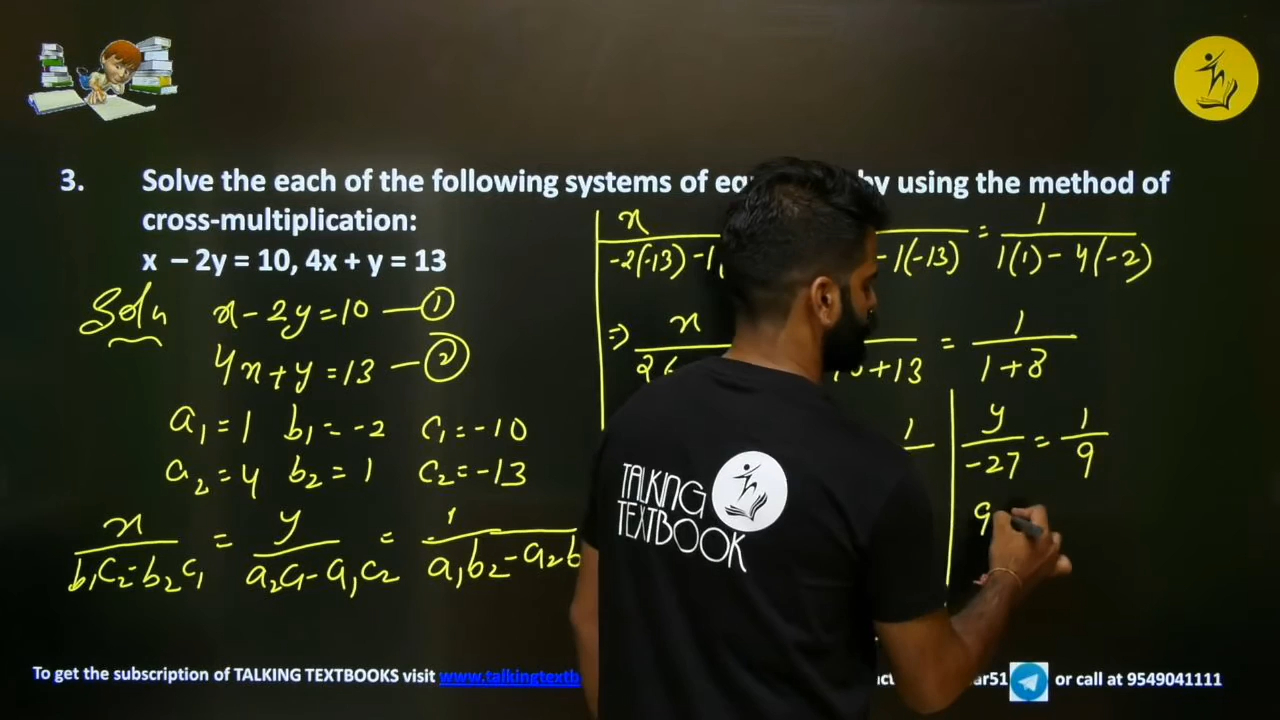 3. Solve the each of the following systems of by using the method of
cross-multiplication:
x – 2y = 10, 4x + y = 13
Soln x - 2y = 10 —①
4x + y = 13 —②
a₁ = 1 b₁ = -2 c₁ = -10
a₂ = 4 b₂ = 1 c₂ = -13
x/(b₁c₂ - b₂c₁) = y/(a₂c₁ - a₁c₂) = 1/(a₁b₂ - a₂b
x/(-2(-13) - 1( - 1(-13) = 1/(1(1) - 4(-2))
⇒ x/ + 13 = 1/(1+8)
1
y/-27 = 1/9
9
TALKING
TEXTBOOK
To get the subscription of TALKING TEXTBOOKS visit or call at 9549041111